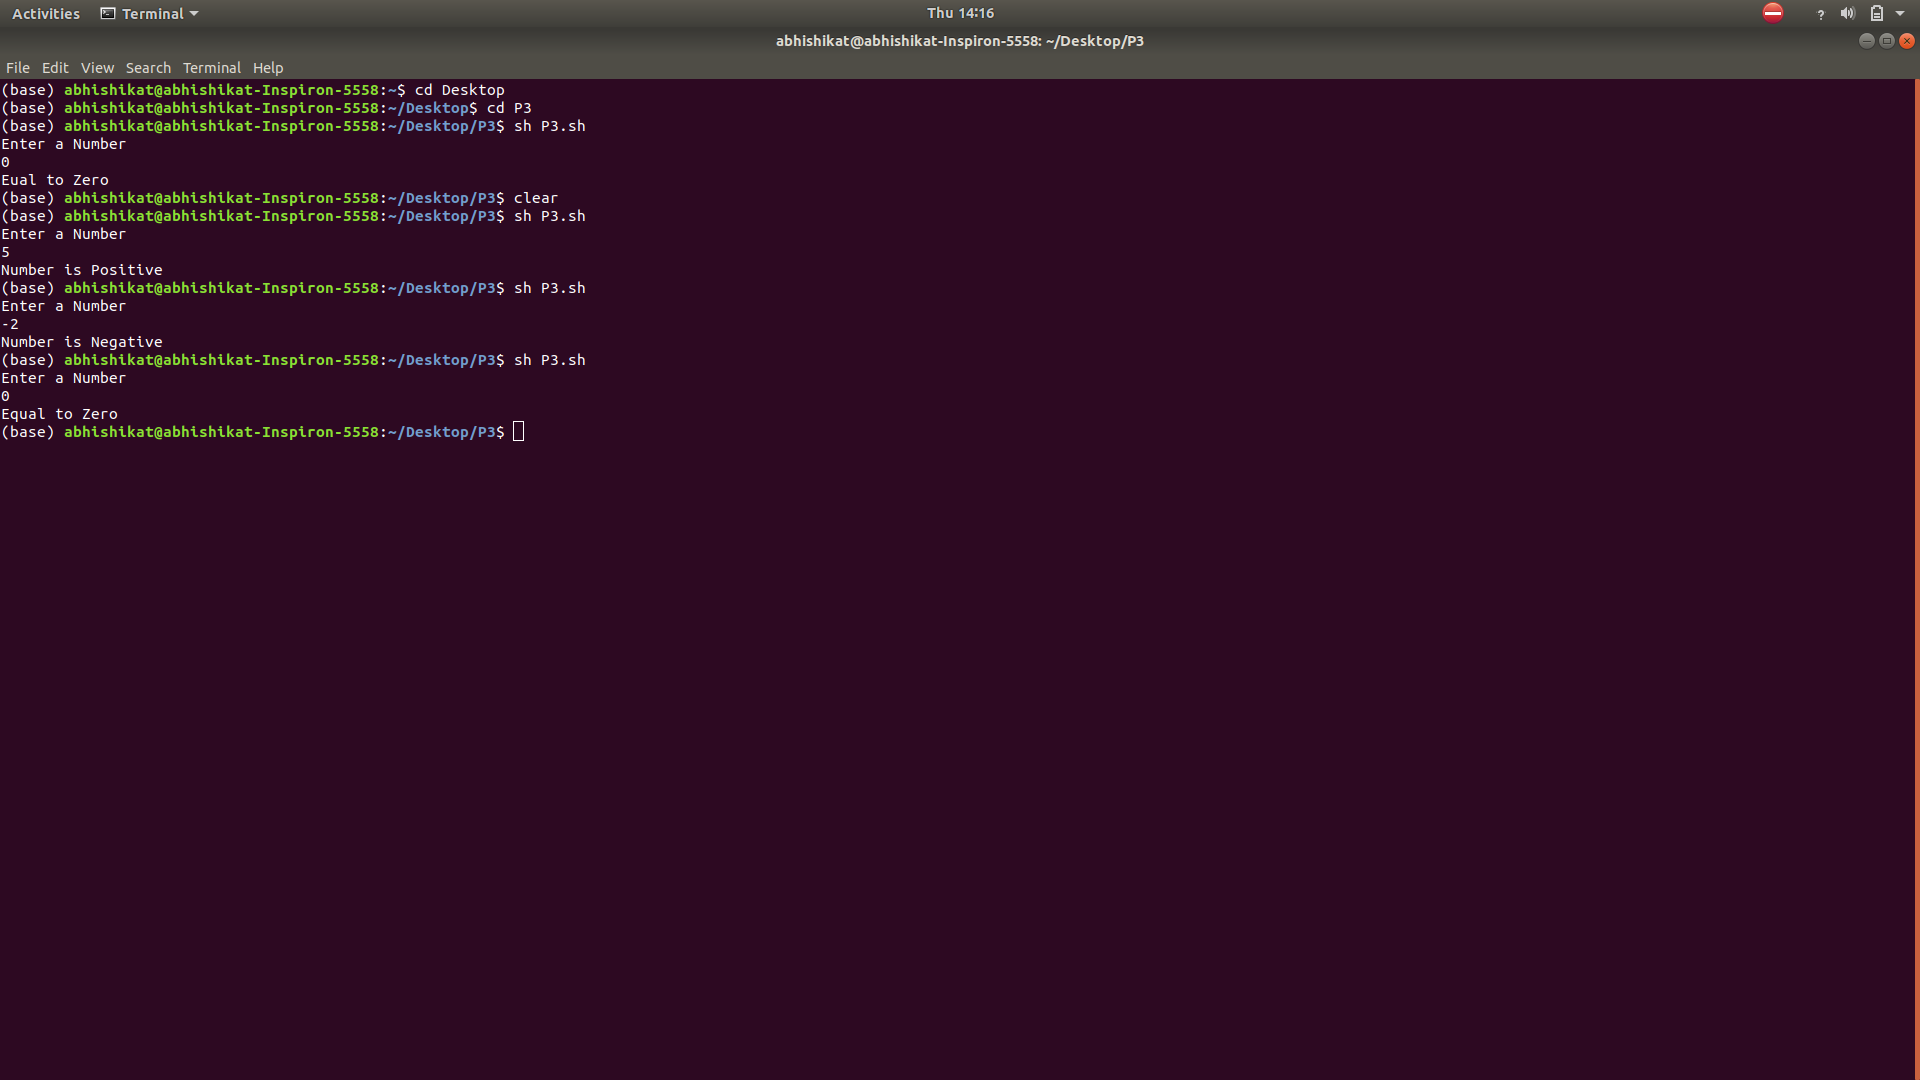 Activities Terminal Thu 14:16 ?
abhishikat@abhishikat-Inspiron-5558: ~/Desktop/P3
File Edit View Search Terminal Help
(base) abhishikat@abhishikat-Inspiron-5558:~$ cd Desktop
(base) abhishikat@abhishikat-Inspiron-5558:~/Desktop$ cd P3
(base) abhishikat@abhishikat-Inspiron-5558:~/Desktop/P3$ sh P3.sh
Enter a Number
0
Eual to Zero
(base) abhishikat@abhishikat-Inspiron-5558:~/Desktop/P3$ clear
(base) abhishikat@abhishikat-Inspiron-5558:~/Desktop/P3$ sh P3.sh
Enter a Number
5
Number is Positive
(base) abhishikat@abhishikat-Inspiron-5558:~/Desktop/P3$ sh P3.sh
Enter a Number
-2
Number is Negative
(base) abhishikat@abhishikat-Inspiron-5558:~/Desktop/P3$ sh P3.sh
Enter a Number
0
Equal to Zero
(base) abhishikat@abhishikat-Inspiron-5558:~/Desktop/P3$